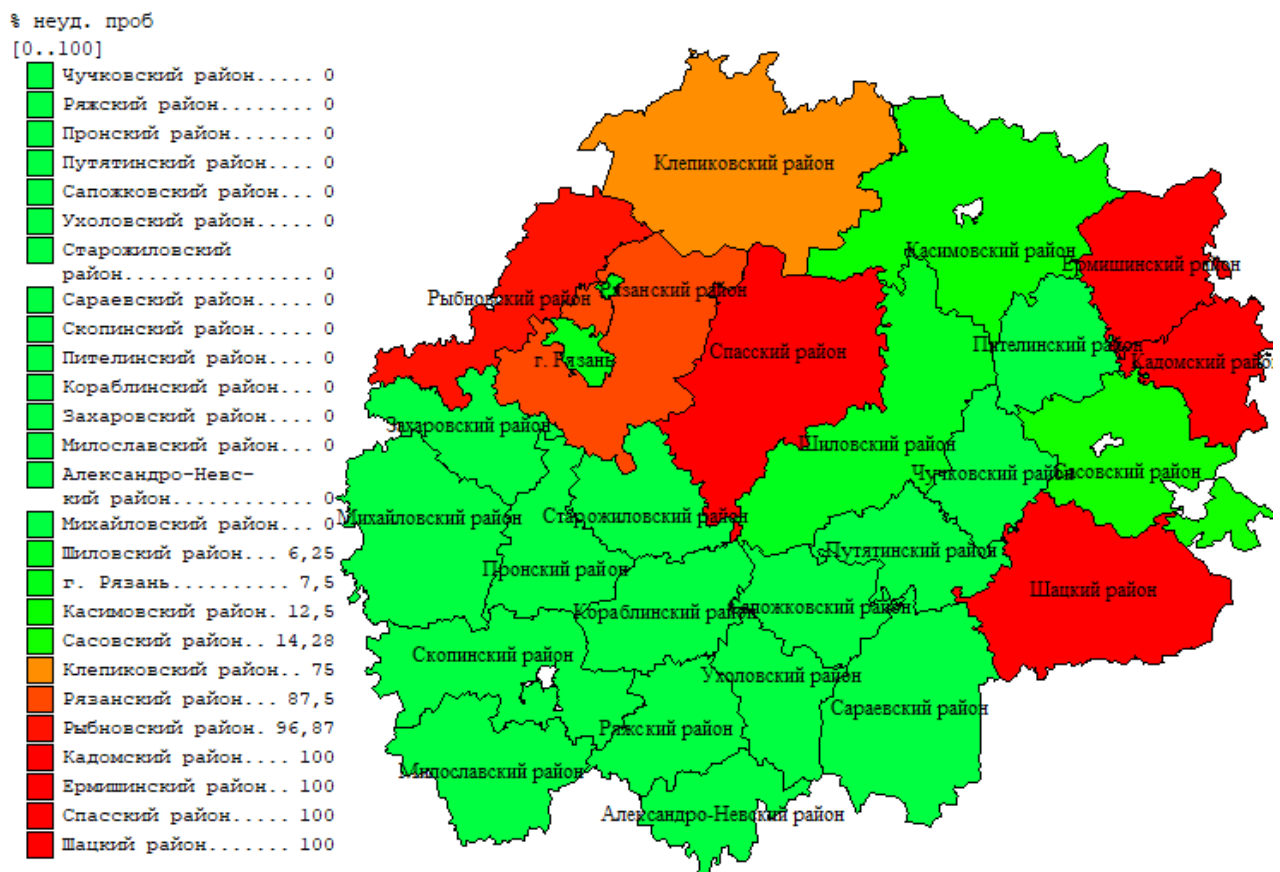 % неуд. проб
[0..100]
Чучковский район..... 0
Ряжский район........ 0
Пронский район....... 0
Путятинский район.... 0
Сапожковский район... 0
Ухоловский район..... 0
Старожиловский
район................ 0
Сараевский район..... 0
Скопинский район..... 0
Пителинский район.... 0
Кораблинский район... 0
Захаровский район.... 0
Милославский район... 0
Александро-Невс-
кий район............ 0
Михайловский район... 0
Шиловский район... 6,25
г. Рязань.......... 7,5
Касимовский район. 12,5
Сасовский район.. 14,28
Клепиковский район.. 75
Рязанский район... 87,5
Рыбновский район. 96,87
Кадомский район.... 100
Ермишинский район.. 100
Спасский район..... 100
Шацкий район....... 100
Клепиковский район
Касимовский район
Ермишинский район
Рязанский район
Рыбновский район
Пителинский район
Спасский район
г. Рязань
Кадомский район
Захаровский район
Шиловский район
Чучковский район
Сасовский район
Михайловский район
Старожиловский район
Путятинский район
Пронский район
Шацкий район
Кораблинский район
Сапожковский район
Скопинский район
Ухоловский район
Сараевский район
Ряжский район
Милославский район
Александро-Невский район